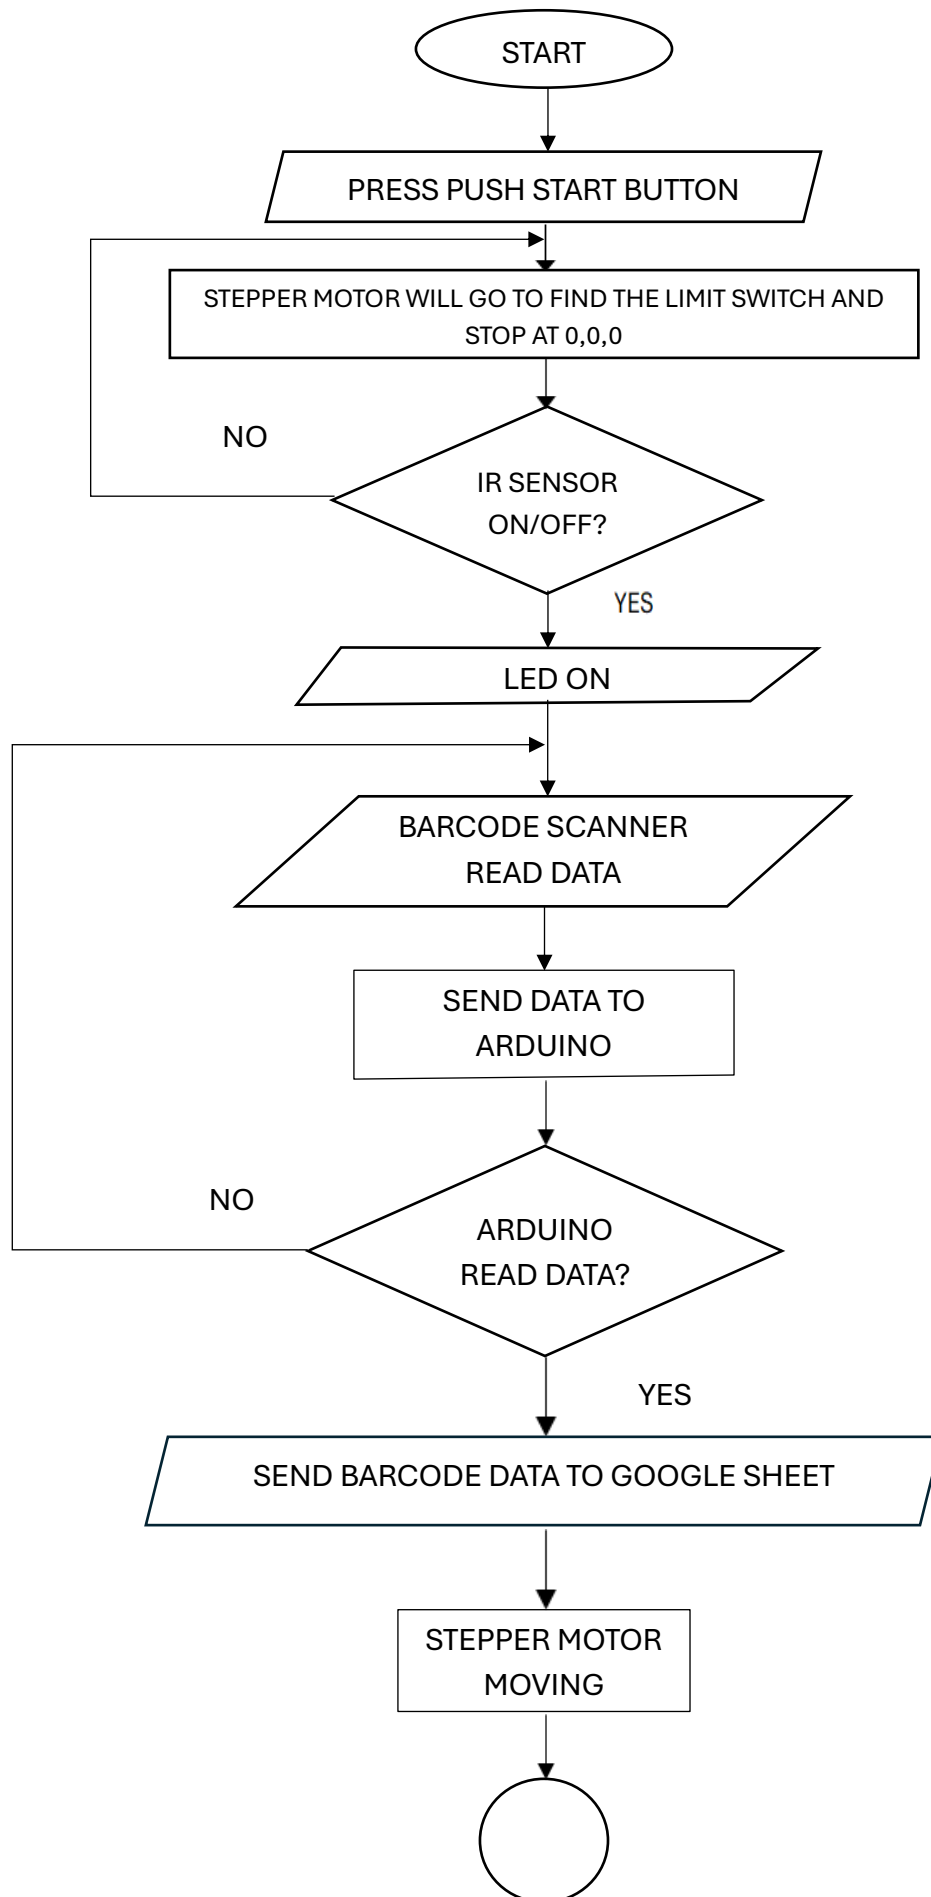 START
PRESS PUSH START BUTTON
STEPPER MOTOR WILL GO TO FIND THE LIMIT SWITCH AND
STOP AT 0,0,0
NO
IR SENSOR
ON/OFF?
YES
LED ON
BARCODE SCANNER
READ DATA
SEND DATA TO
ARDUINO
NO
ARDUINO
READ DATA?
YES
SEND BARCODE DATA TO GOOGLE SHEET
STEPPER MOTOR
MOVING